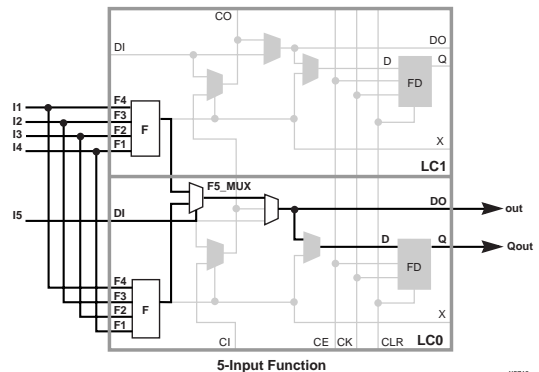 CO
DI
DO
Q
D
FD
I1
I2
I3
I4
F4
F3
F2
F1
F
X
LC1
F5_MUX
I5
DI
DO
out
D
Q
Qout
FD
F4
F3
F2
F1
F
X
CI
CE
CK
CLR
LC0
5-Input Function